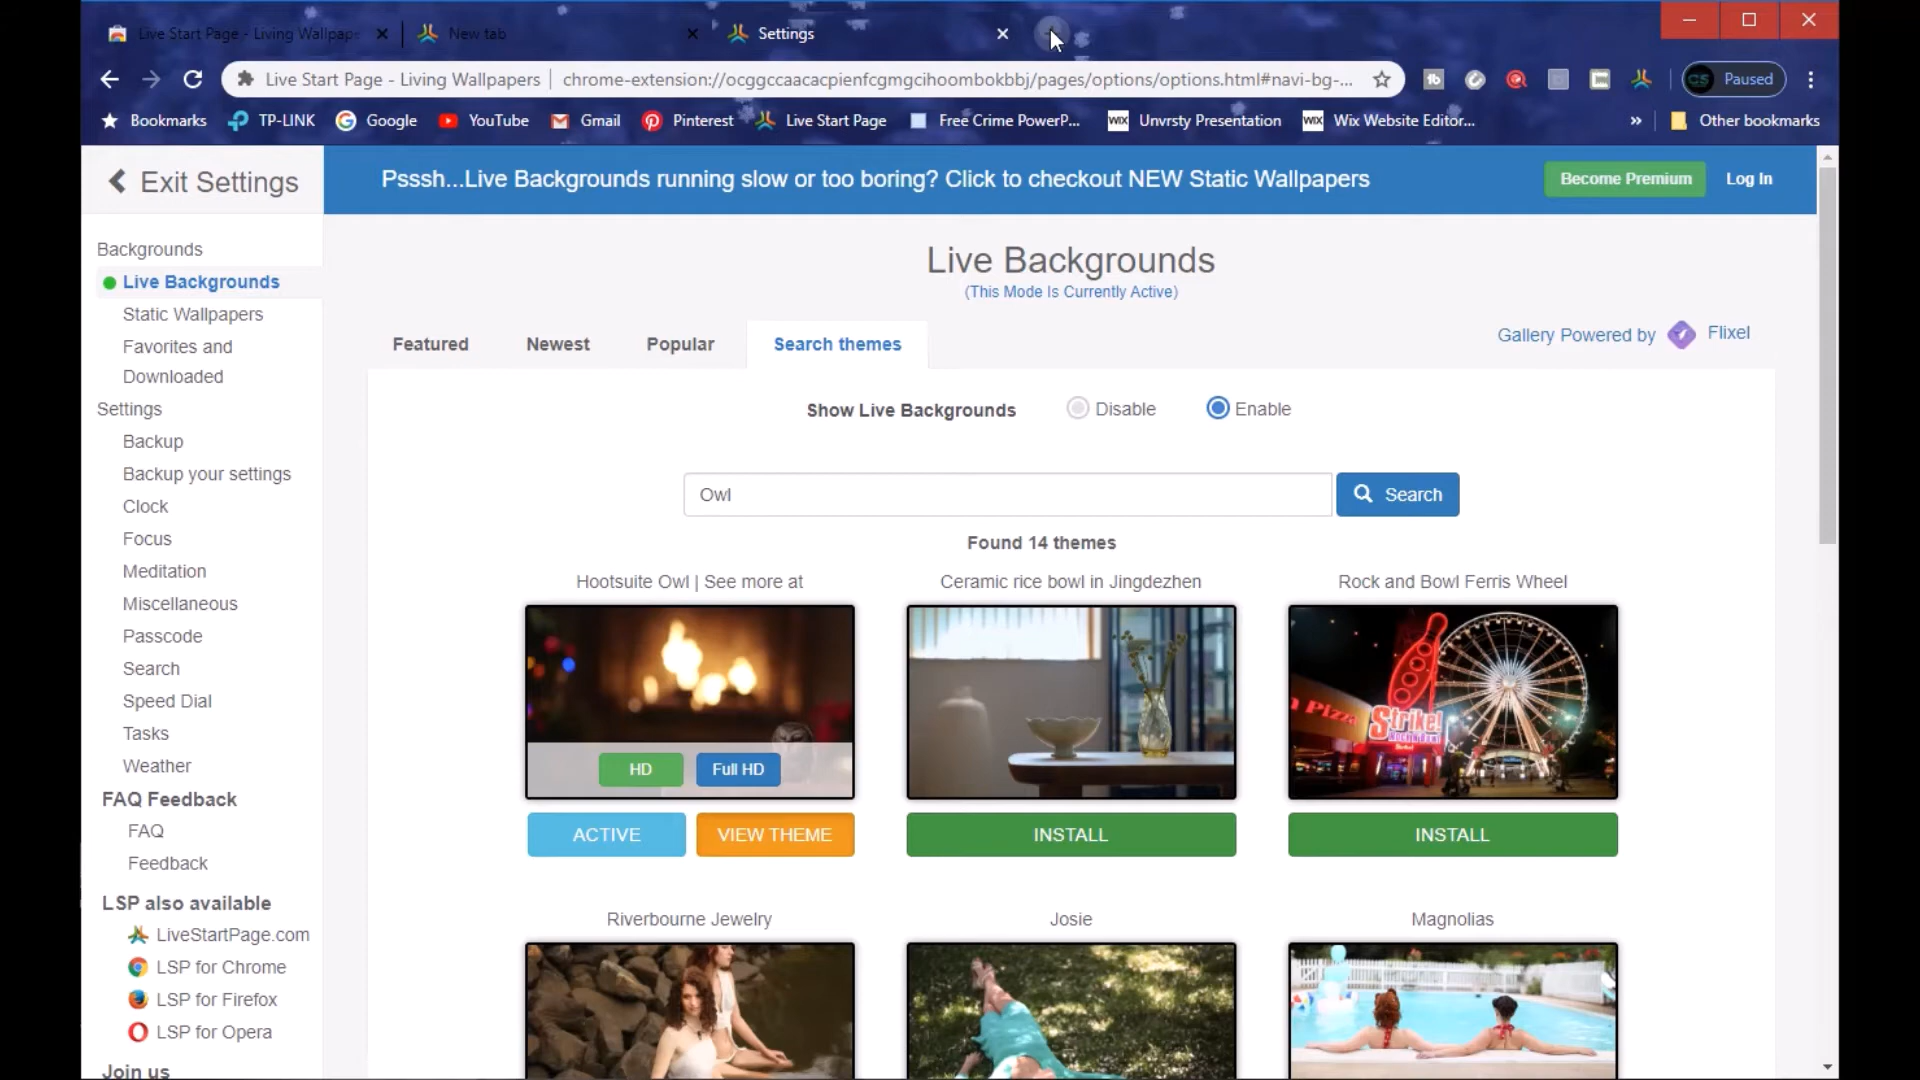 Live Start Page - Living Wallpape
New tab
Settings
Live Start Page - Living Wallpapers
chrome-extension://ocggccaacacpienfcgmgcihoombokbbj/pages/options/options.html#navi-bg-...
Paused
Bookmarks
TP-LINK
Google
YouTube
Gmail
Pinterest
Live Start Page
Free Crime PowerP...
WIX
Unvrsty Presentation
WIX
Wix Website Editor...
»
Other bookmarks
Exit Settings
Psssh...Live Backgrounds running slow or too boring? Click to checkout NEW Static Wallpapers
Become Premium
Log In
Backgrounds
Live Backgrounds
Static Wallpapers
Favorites and
Downloaded
Settings
Backup
Backup your settings
Clock
Focus
Meditation
Miscellaneous
Passcode
Search
Speed Dial
Tasks
Weather
FAQ Feedback
FAQ
Feedback
LSP also available
LiveStartPage.com
LSP for Chrome
LSP for Firefox
LSP for Opera
Join us
Live Backgrounds
(This Mode Is Currently Active)
Featured
Newest
Popular
Search themes
Gallery Powered by
Flixel
Show Live Backgrounds
Disable
Enable
Owl
Search
Found 14 themes
Hootsuite Owl | See more at
Ceramic rice bowl in Jingdezhen
Rock and Bowl Ferris Wheel
HD
Full HD
Pizza
Strike!
ACTIVE
VIEW THEME
INSTALL
INSTALL
Riverbourne Jewelry
Josie
Magnolias